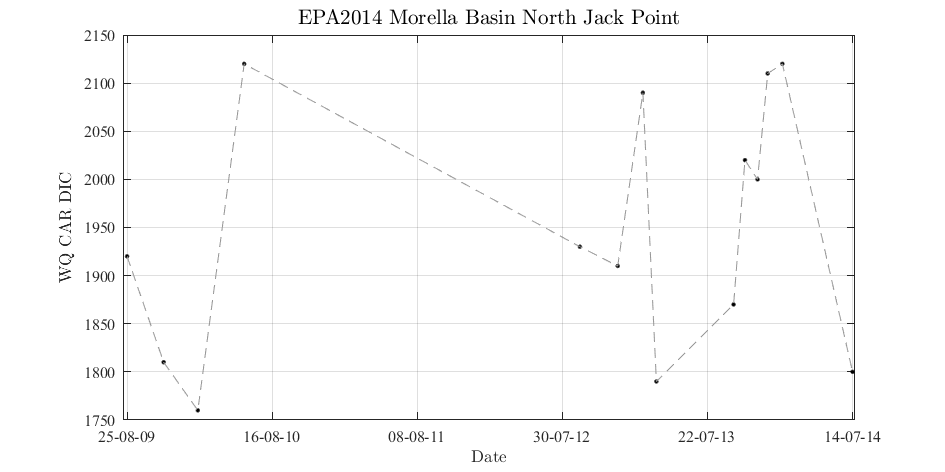 EPA2014 Morella Basin North Jack Point
2150
2100
2050
2000
1950
1900
1850
1800
1750
WQ CAR DIC
25-08-09 16-08-10 08-08-11 30-07-12 22-07-13 14-07-14
Date